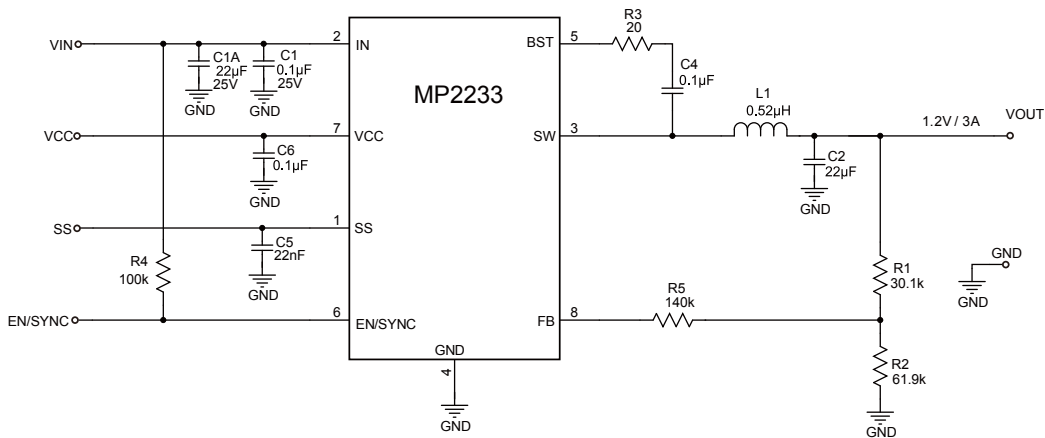 VIN
2
IN
C1A
22µF
25V
GND
C1
0.1µF
25V
GND
MP2233
BST
5
R3
20
C4
0.1µF
VCC
7
VCC
C6
0.1µF
GND
SW
3
L1
0.52µH
1.2V / 3A
VOUT
C2
22µF
GND
SS
1
SS
C5
22nF
GND
R4
100k
GND
GND
R1
30.1k
EN/SYNC
6
EN/SYNC
FB
8
R5
140k
GND
4
GND
R2
61.9k
GND